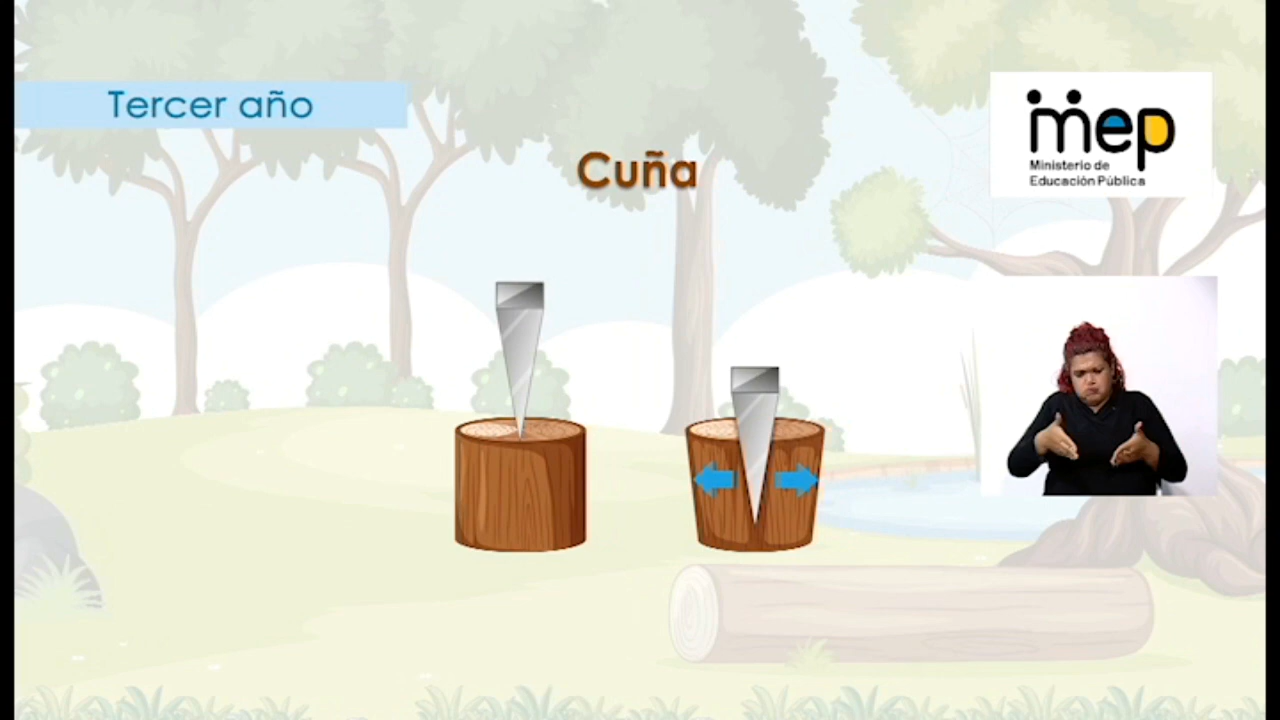 Tercer año
Cuña
mep
Ministerio de
Educación Pública